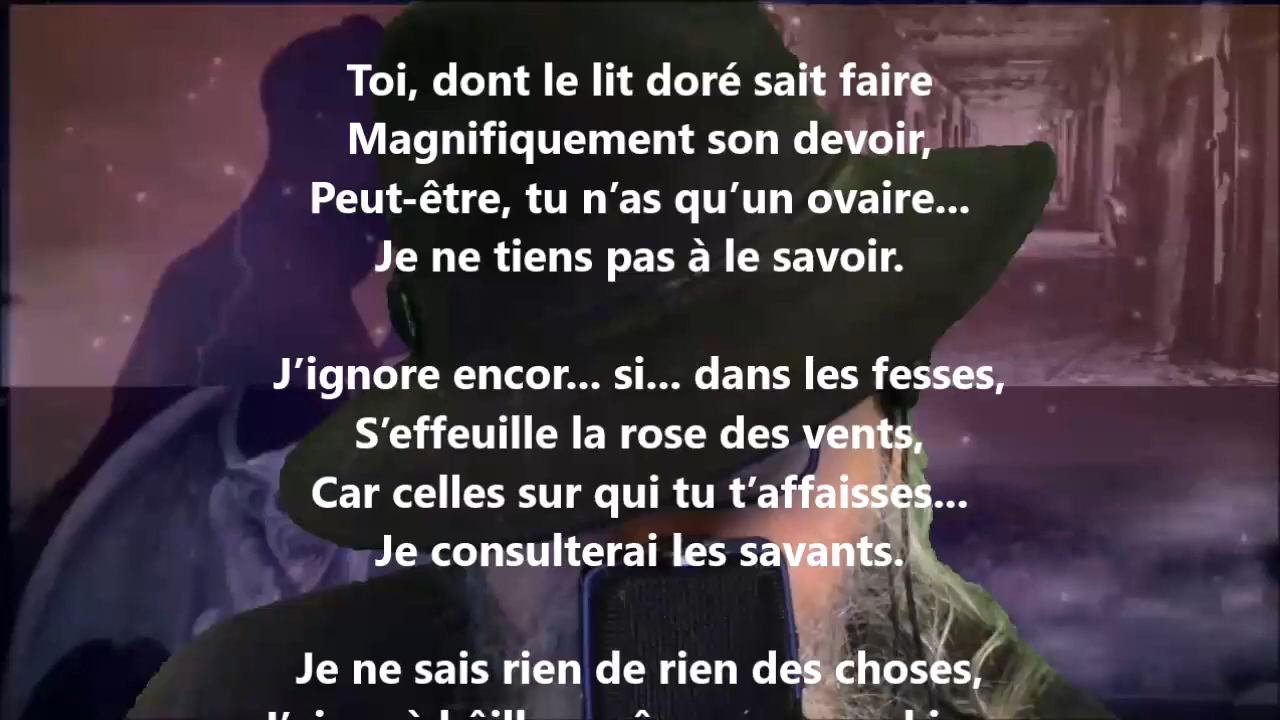 Toi, dont le lit doré sait faire
Magnifiquement son devoir,
Peut-être, tu n’as qu’un ovaire...
Je ne tiens pas à le savoir.
J’ignore encor... si... dans les fesses,
S’effeuille la rose des vents,
Car celles sur qui tu t’affaisses...
Je consulterai les savants.
Je ne sais rien de rien des choses,